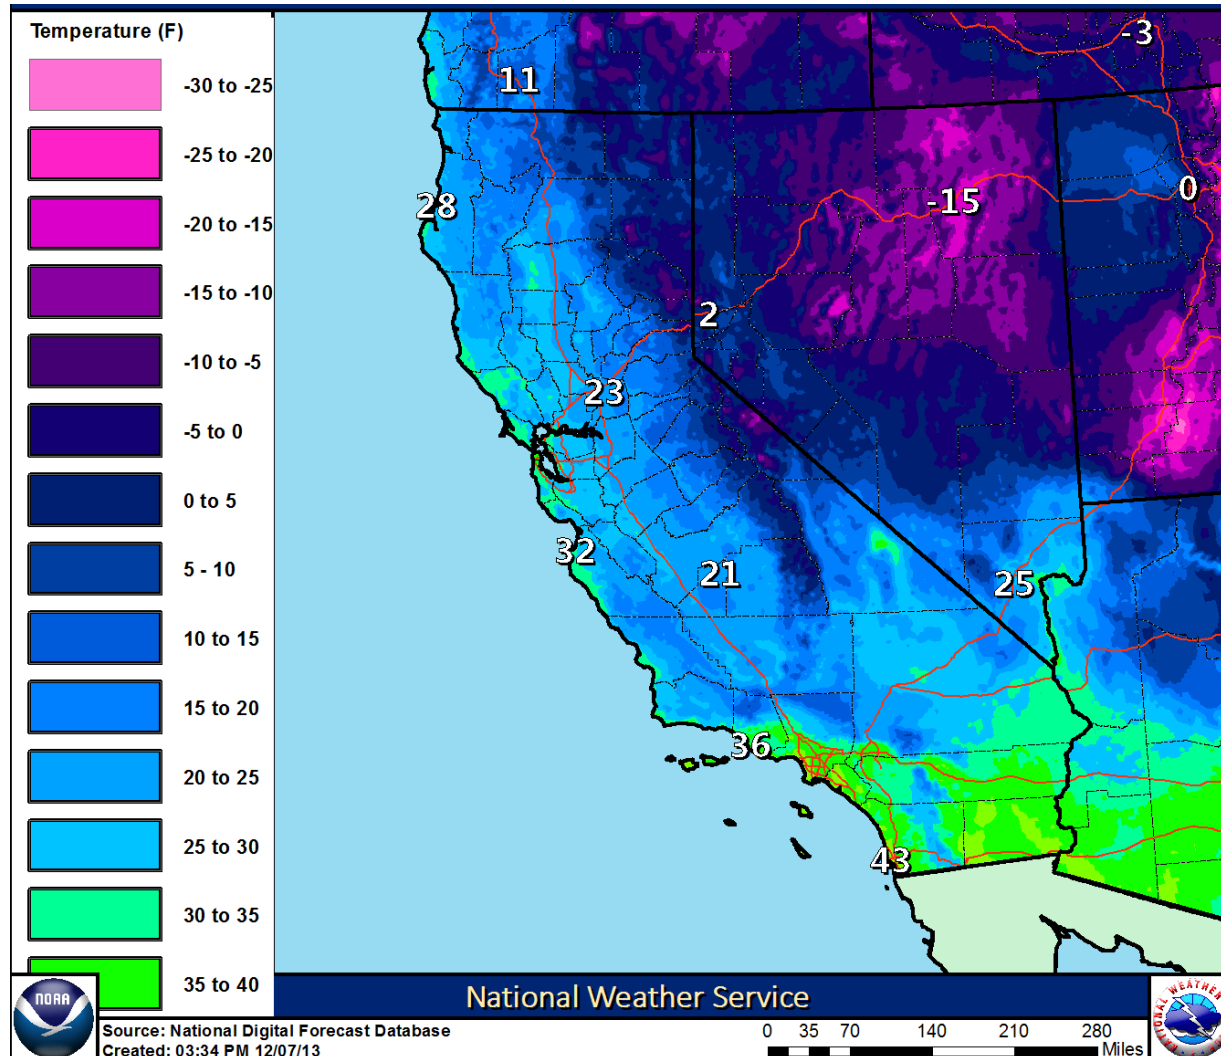 Temperature (F)
-30 to -25
-25 to -20
-20 to -15
-15 to -10
-10 to -5
-5 to 0
0 to 5
5 - 10
10 to 15
15 to 20
20 to 25
25 to 30
30 to 35
35 to 40
-3
11
28
-15
0
2
23
32
21
25
36
43
NOAA
National Weather Service
NATIONAL WEATHER
Source: National Digital Forecast Database
Created: 03:34 PM 12/07/13
0 35 70 140 210 280
Miles